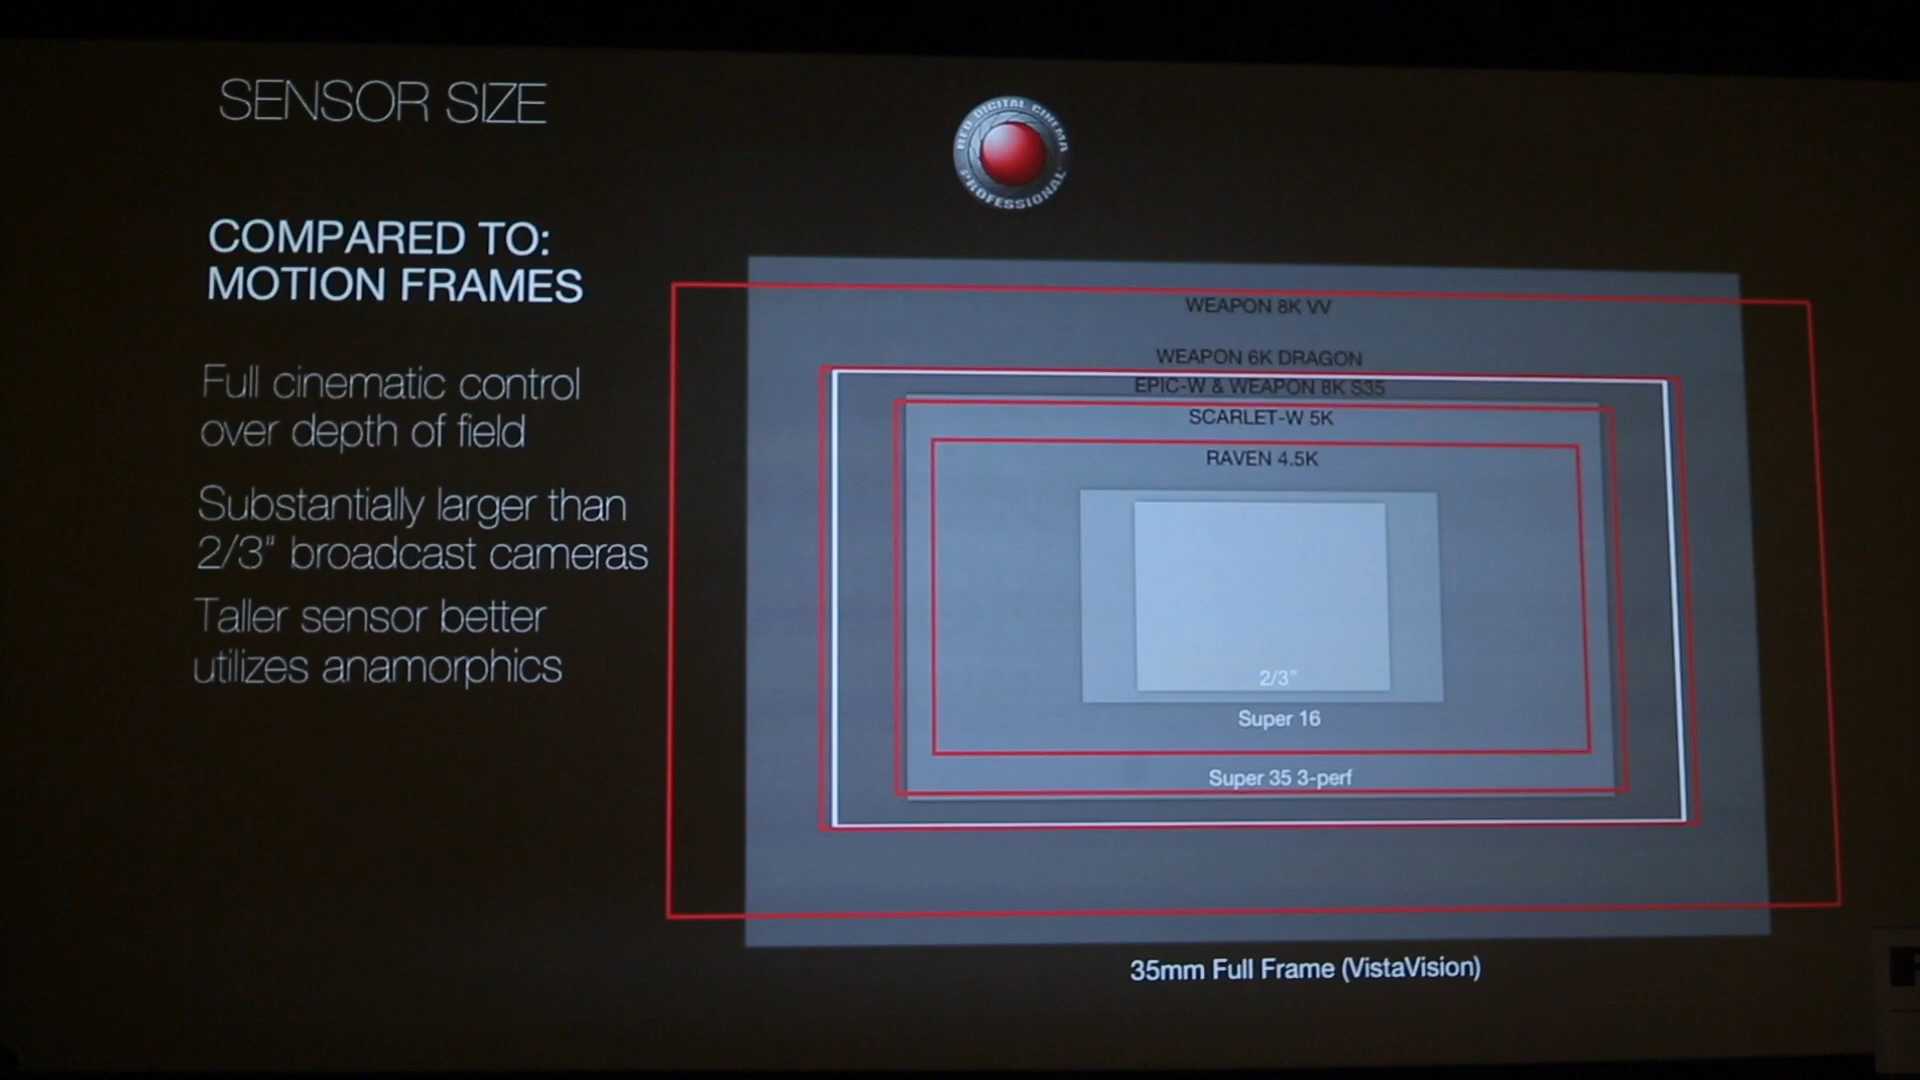 SENSOR SIZE
RED DIGITAL CINEMA
PROFESSIONAL
COMPARED TO:
MOTION FRAMES
Full cinematic control
over depth of field
Substantially larger than
2/3" broadcast cameras
Taller sensor better
utilizes anamorphics
WEAPON 8K VV
WEAPON 6K DRAGON
EPIC-W & WEAPON 8K S35
SCARLET-W 5K
RAVEN 4.5K
2/3"
Super 16
Super 35 3-perf
35mm Full Frame (VistaVision)